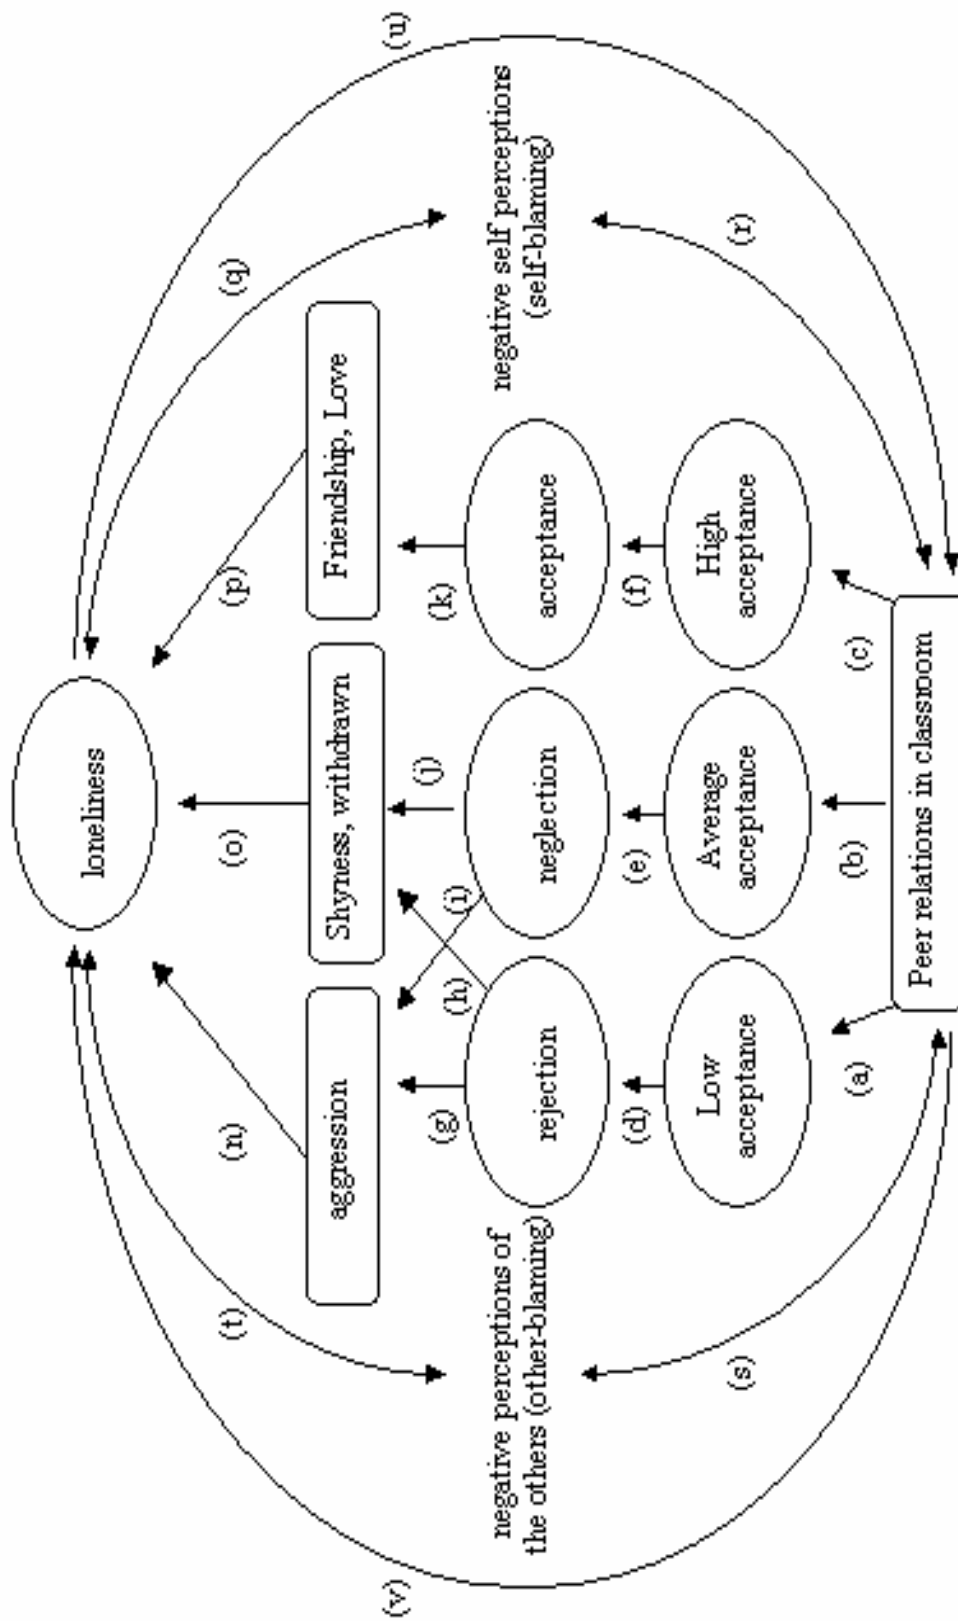 loneliness
(v)
(t)
(n)
(o)
(p)
(q)
(u)
aggression
Shyness, withdrawn
Friendship, Love
(g)
(h)
(i)
(j)
(k)
negative perceptions of
the others (other-blaming)
rejection
neglection
acceptance
negative self perceptions
(self-blaming)
(d)
(e)
(f)
(s)
Low
acceptance
Average
acceptance
High
acceptance
(r)
(a)
(b)
(c)
Peer relations in classroom